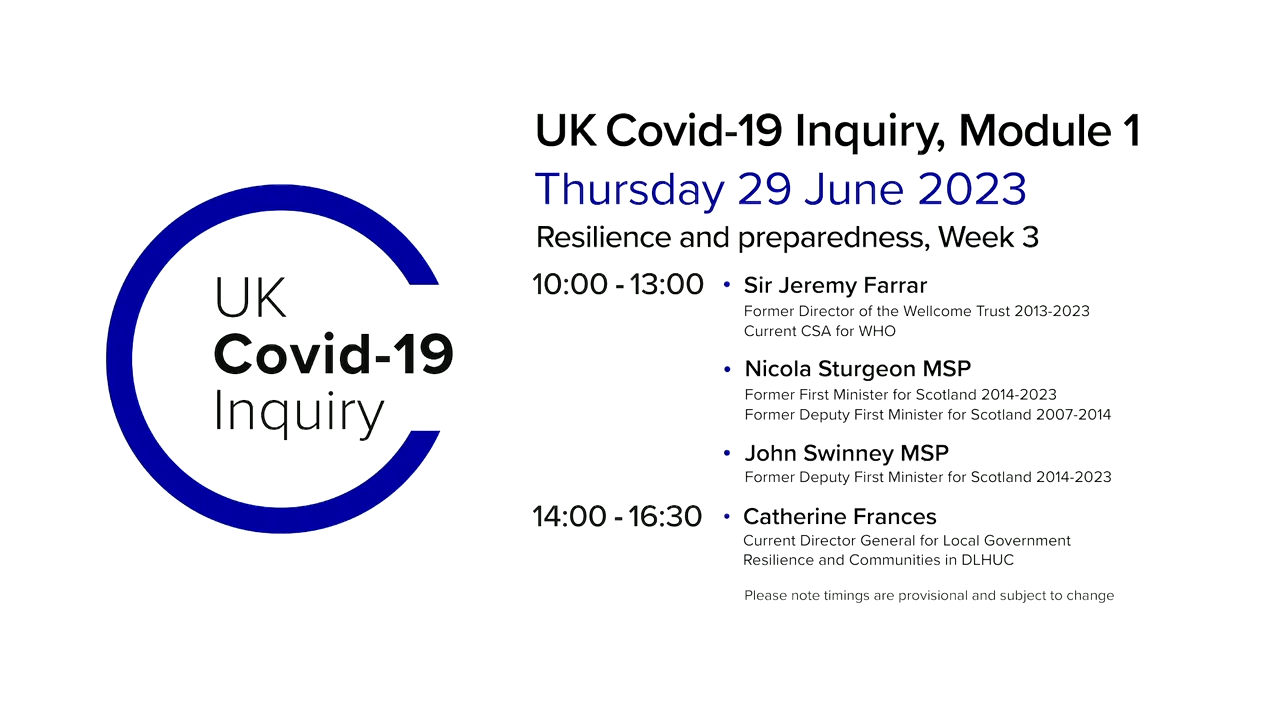 UK
Covid-19
Inquiry
UK Covid-19 Inquiry, Module 1
Thursday 29 June 2023
Resilience and preparedness, Week 3
10:00 - 13:00
• Sir Jeremy Farrar
Former Director of the Wellcome Trust 2013-2023
Current CSA for WHO
• Nicola Sturgeon MSP
Former First Minister for Scotland 2014-2023
Former Deputy First Minister for Scotland 2007-2014
• John Swinney MSP
Former Deputy First Minister for Scotland 2014-2023
14:00 - 16:30
• Catherine Frances
Current Director General for Local Government
Resilience and Communities in DLHUC
Please note timings are provisional and subject to change